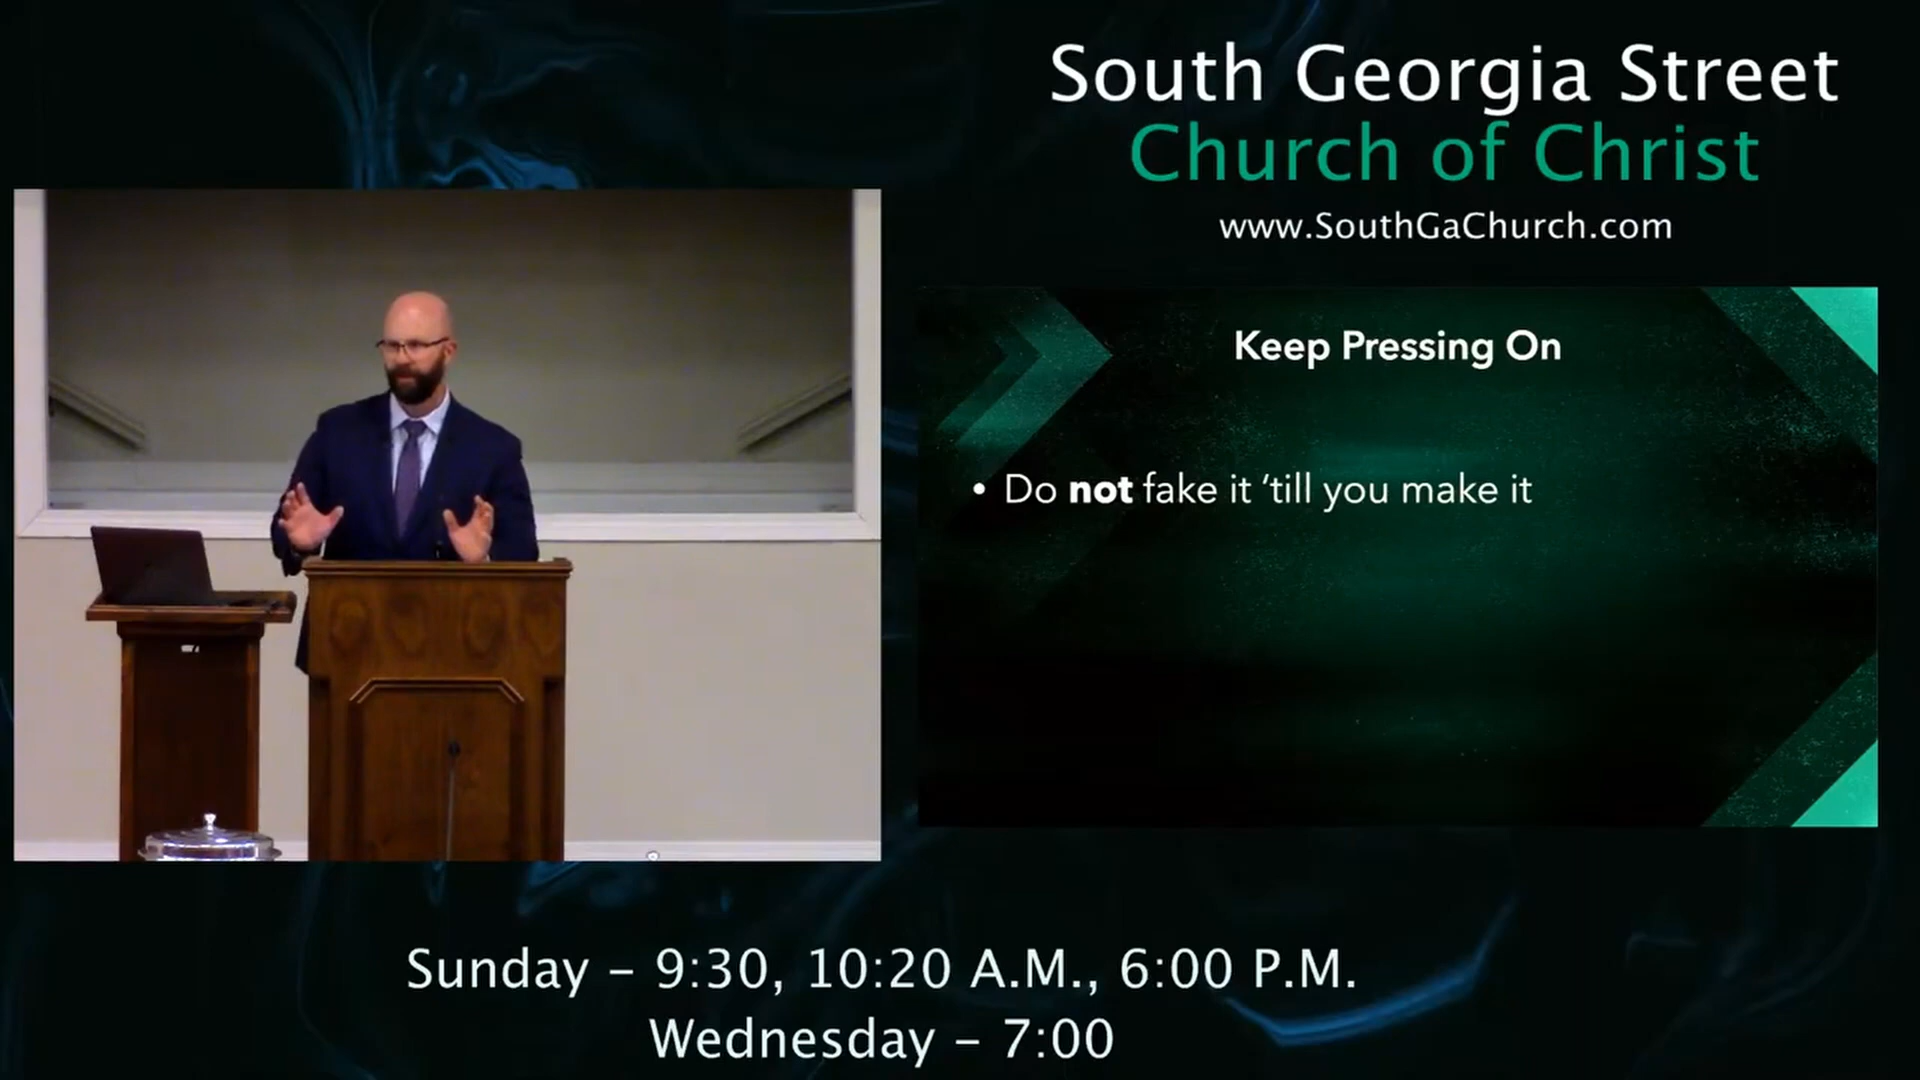 South Georgia Street
Church of Christ
www.SouthGaChurch.com
Keep Pressing On
• Do not fake it ‘till you make it
Sunday – 9:30, 10:20 A.M., 6:00 P.M.
Wednesday – 7:00